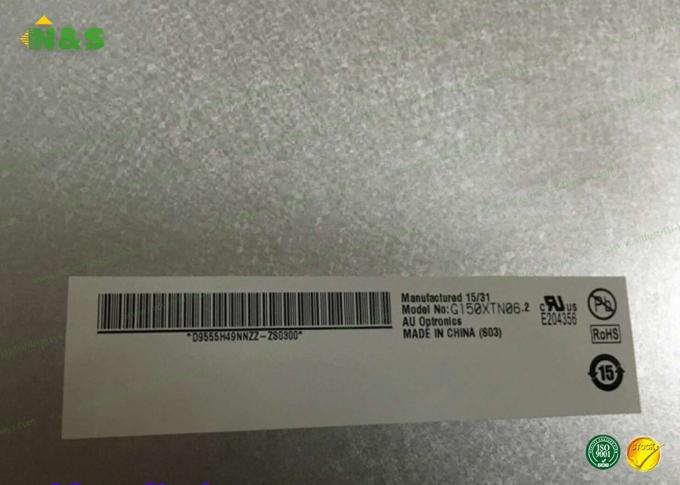 N&S
Manufactured 15/31
Model No:G150XTN06.2
AU Optronics
MADE IN CHINA (S03)
*D9555H49NNZZ-ZS0300*
c RU US
E204356
Pb
RoHS
15
ISO
9001
STOCK